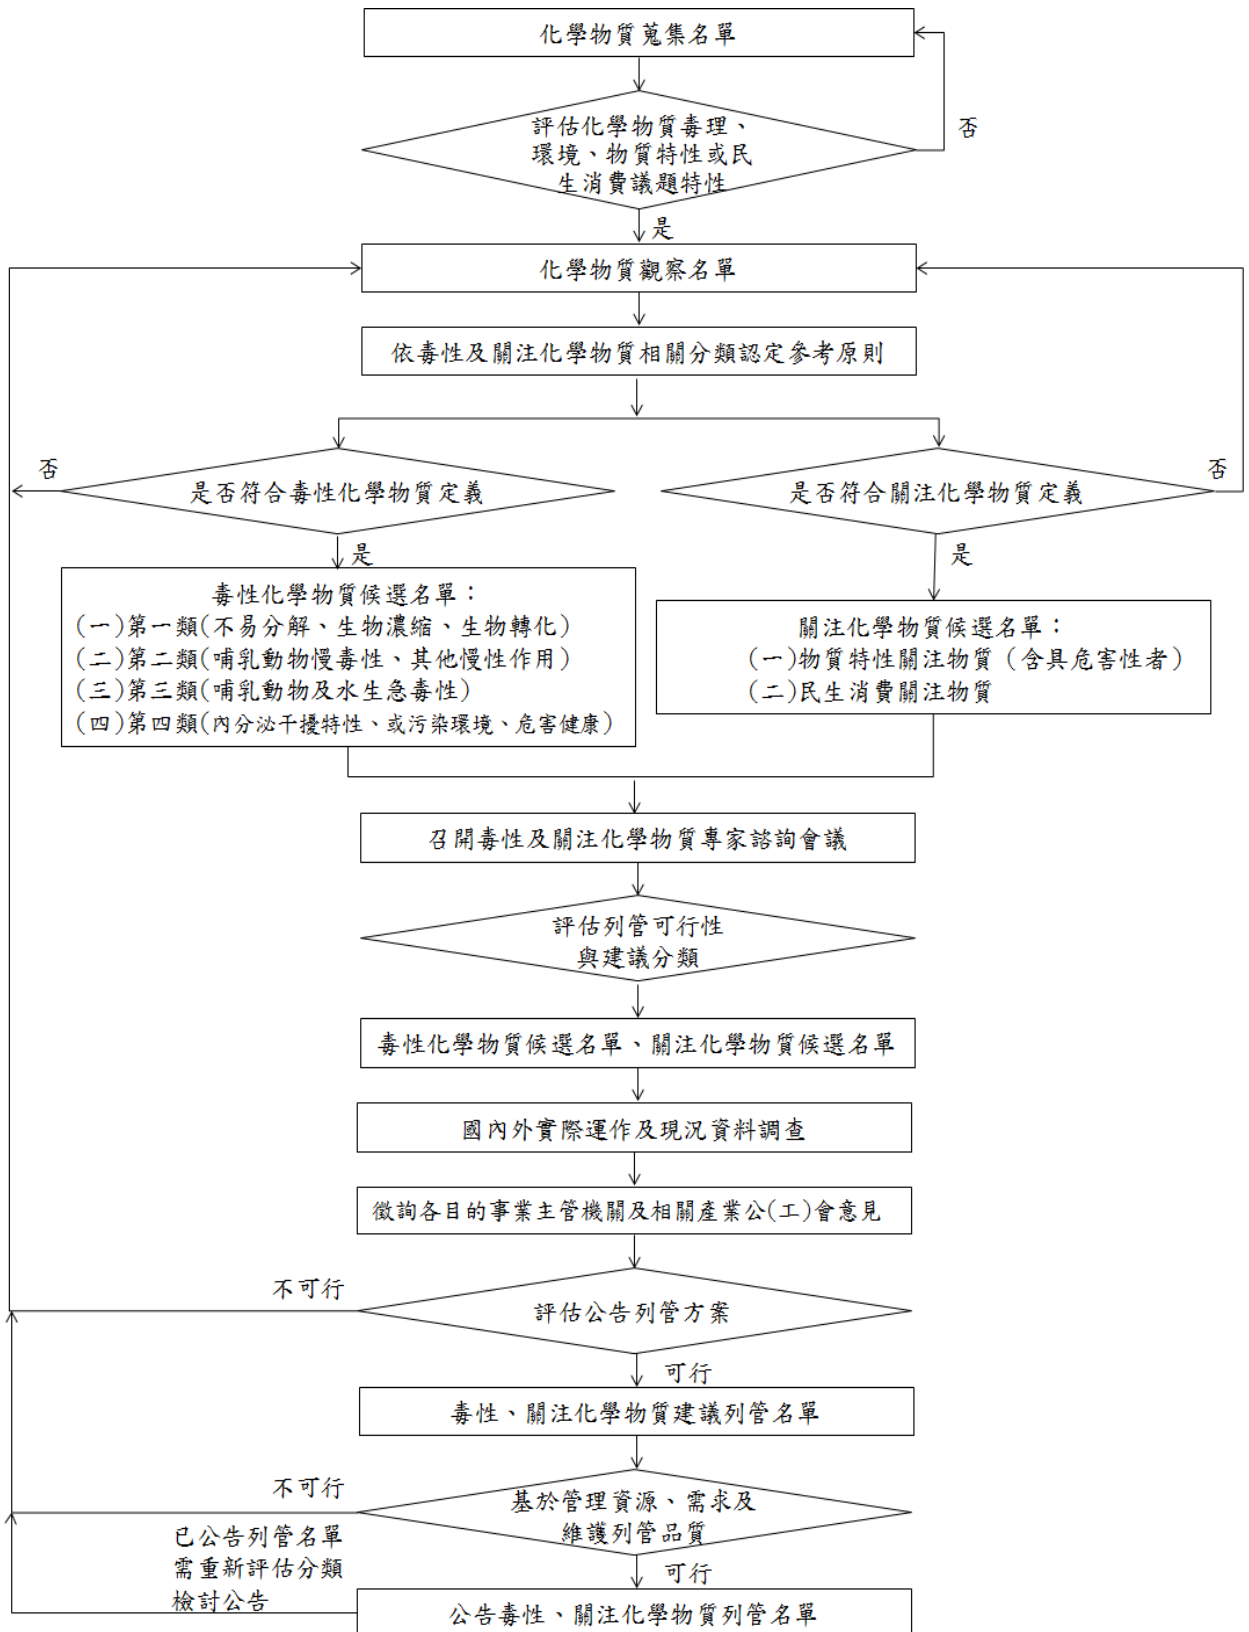 化學物質蒐集名單
評估化學物質毒理、
環境、物質特性或民
生消費議題特性
否
是
化學物質觀察名單
依毒性及關注化學物質相關分類認定參考原則
否
是否符合毒性化學物質定義
是否符合關注化學物質定義
否
是
是
毒性化學物質候選名單：
(一)第一類(不易分解、生物濃縮、生物轉化)
(二)第二類(哺乳動物慢毒性、其他慢性作用)
(三)第三類(哺乳動物及水生急毒性)
(四)第四類(內分泌干擾特性、或污染環境、危害健康)
關注化學物質候選名單：
(一)物質特性關注物質（含具危害性者）
(二)民生消費關注物質
召開毒性及關注化學物質專家諮詢會議
評估列管可行性
與建議分類
毒性化學物質候選名單、關注化學物質候選名單
國內外實際運作及現況資料調查
徵詢各目的事業主管機關及相關產業公(工)會意見
不可行
評估公告列管方案
可行
毒性、關注化學物質建議列管名單
不可行
基於管理資源、需求及
維護列管品質
已公告列管名單
需重新評估分類
檢討公告
可行
公告毒性、關注化學物質列管名單